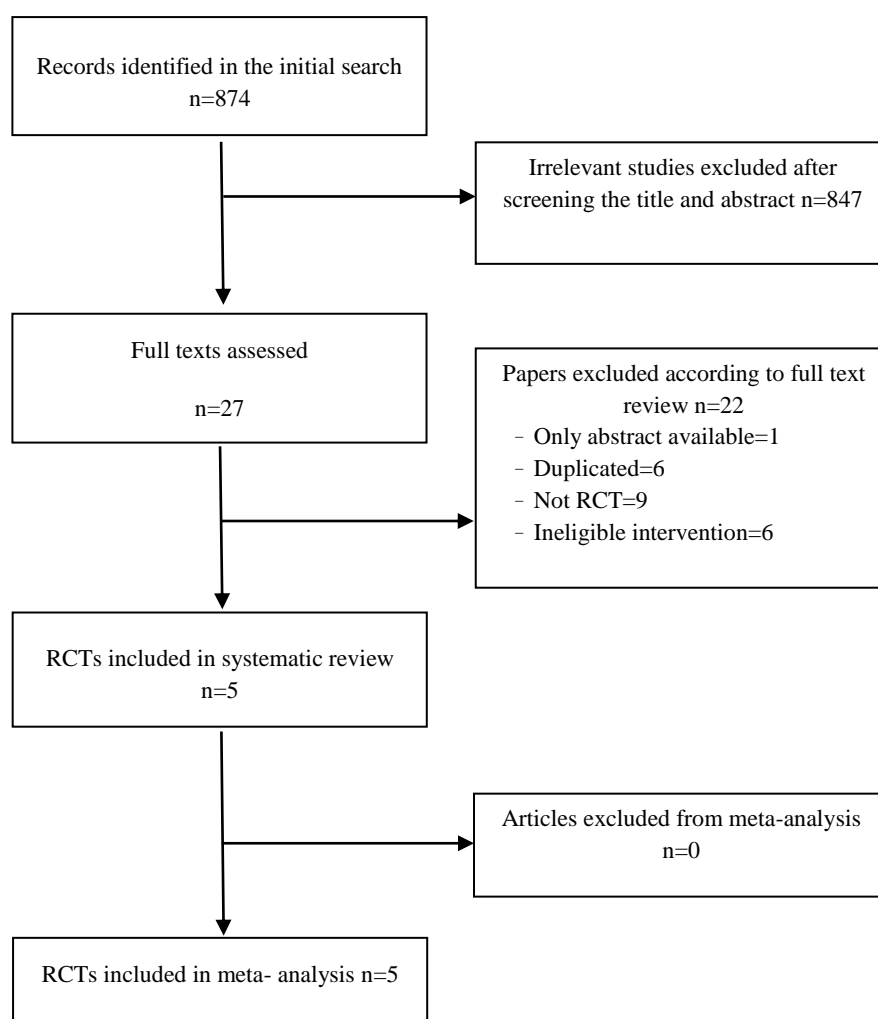 Records identified in the initial search
n=874
Irrelevant studies excluded after
screening the title and abstract n=847
Full texts assessed
n=27
Papers excluded according to full text
review n=22
- Only abstract available=1
- Duplicated=6
- Not RCT=9
- Ineligible intervention=6
RCTs included in systematic review
n=5
Articles excluded from meta-analysis
n=0
RCTs included in meta- analysis n=5